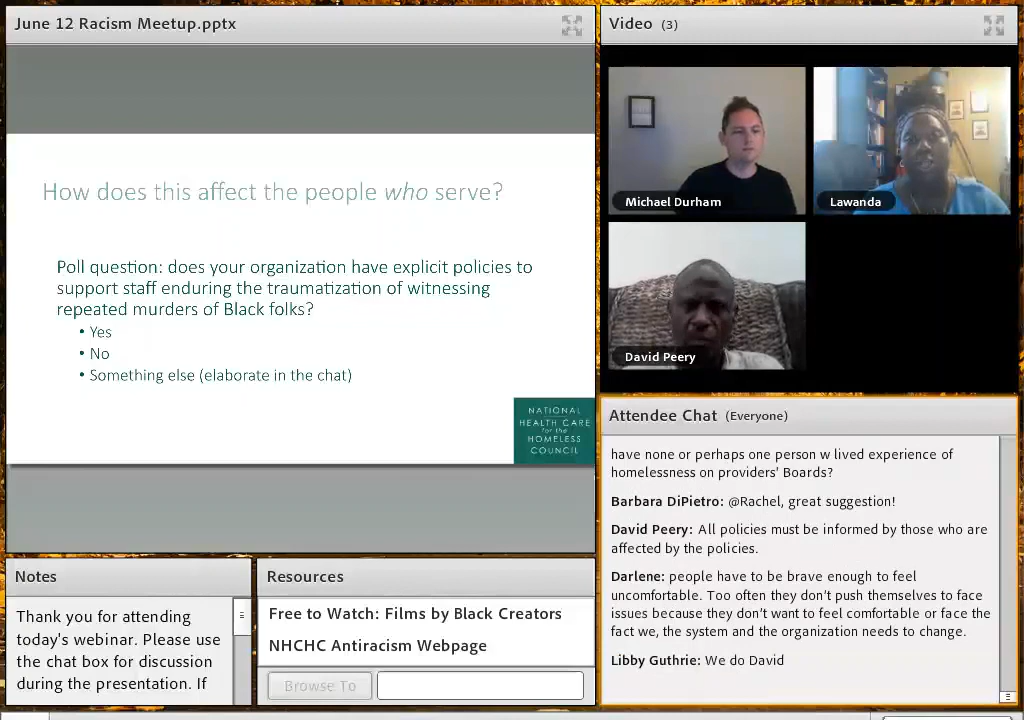 June 12 Racism Meetup.pptx
How does this affect the people who serve?
Poll question: does your organization have explicit policies to
support staff enduring the traumatization of witnessing
repeated murders of Black folks?
• Yes
• No
• Something else (elaborate in the chat)
NATIONAL
HEALTH CARE
for the
HOMELESS
COUNCIL
Video (3)
Michael Durham
Lawanda
David Peery
Attendee Chat (Everyone)
have none or perhaps one person w lived experience of
homelessness on providers' Boards?
Barbara DiPietro: @Rachel, great suggestion!
David Peery: All policies must be informed by those who are
affected by the policies.
Darlene: people have to be brave enough to feel
uncomfortable. Too often they don't push themselves to face
issues because they don't want to feel comfortable or face the
fact we, the system and the organization needs to change.
Libby Guthrie: We do David
Notes
Thank you for attending
today's webinar. Please use
the chat box for discussion
during the presentation. If
Resources
Free to Watch: Films by Black Creators
NHCHC Antiracism Webpage
Browse To